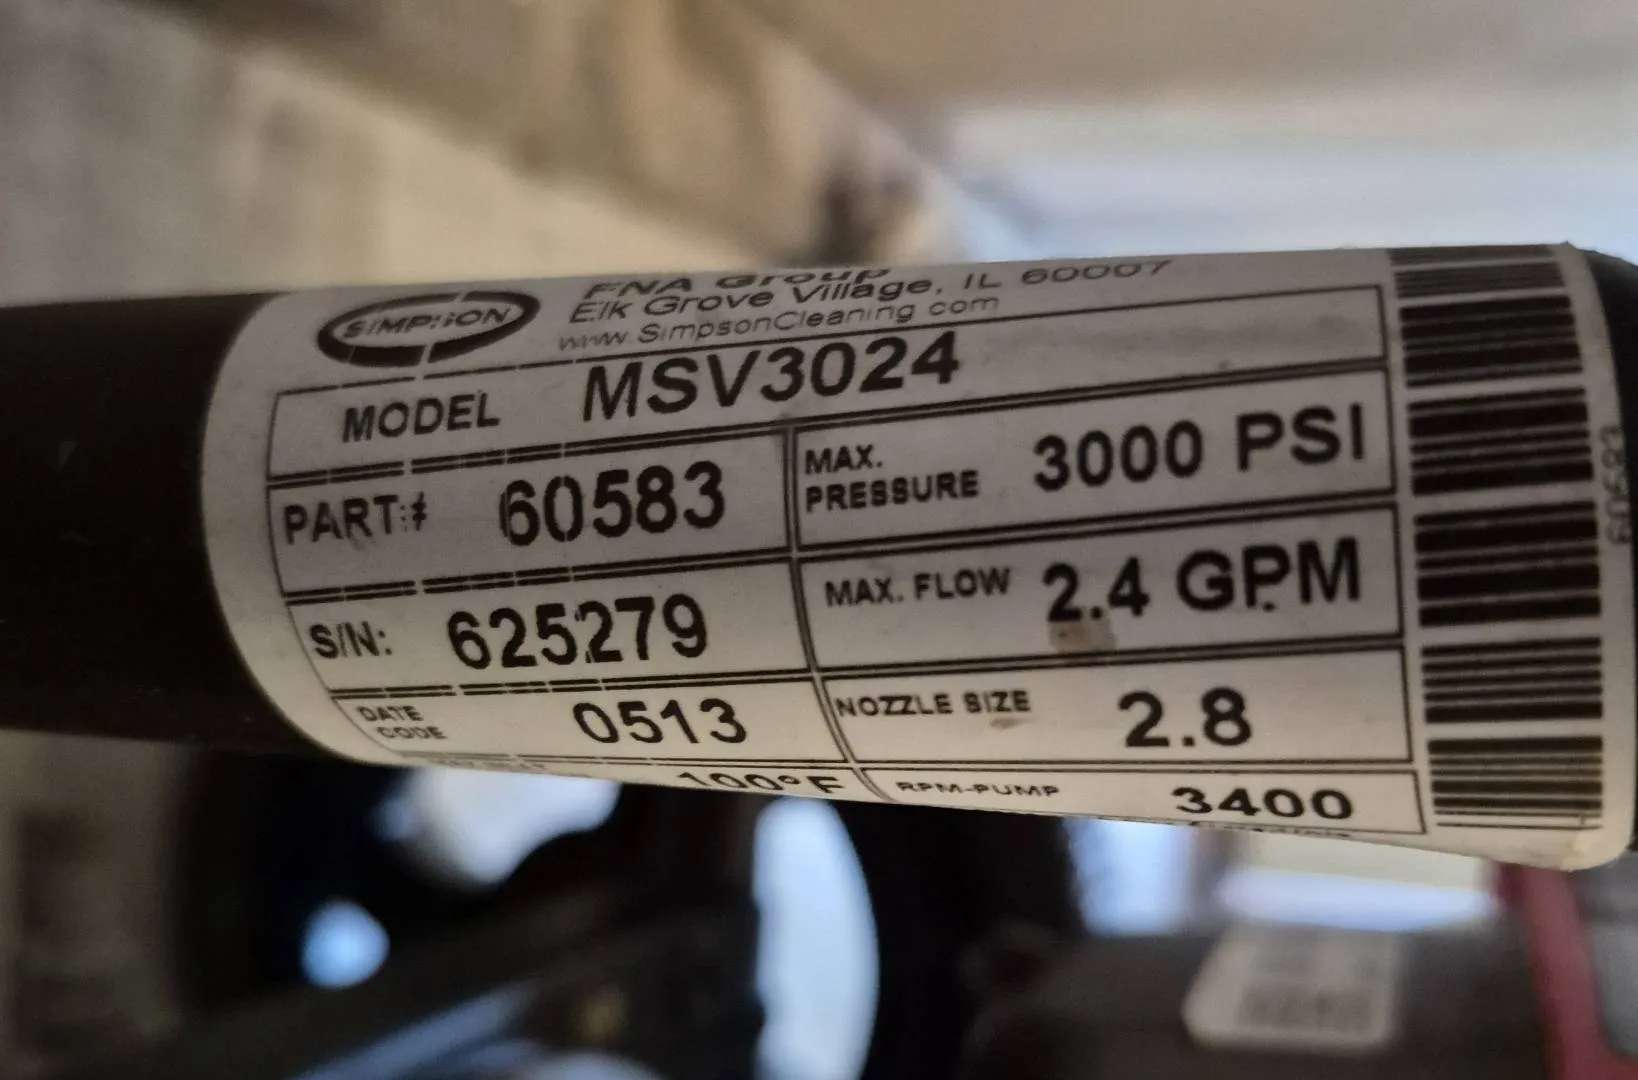 SIMPSON
FNA Group
Elk Grove Village, IL 60007
www.SimpsonCleaning.com
MODEL MSV3024
PART# 60583
MAX. PRESSURE 3000 PSI
S/N: 625279
MAX. FLOW 2.4 GPM
DATE CODE 0513
NOZZLE SIZE 2.8
100°F
RPM-PUMP 3400
60583